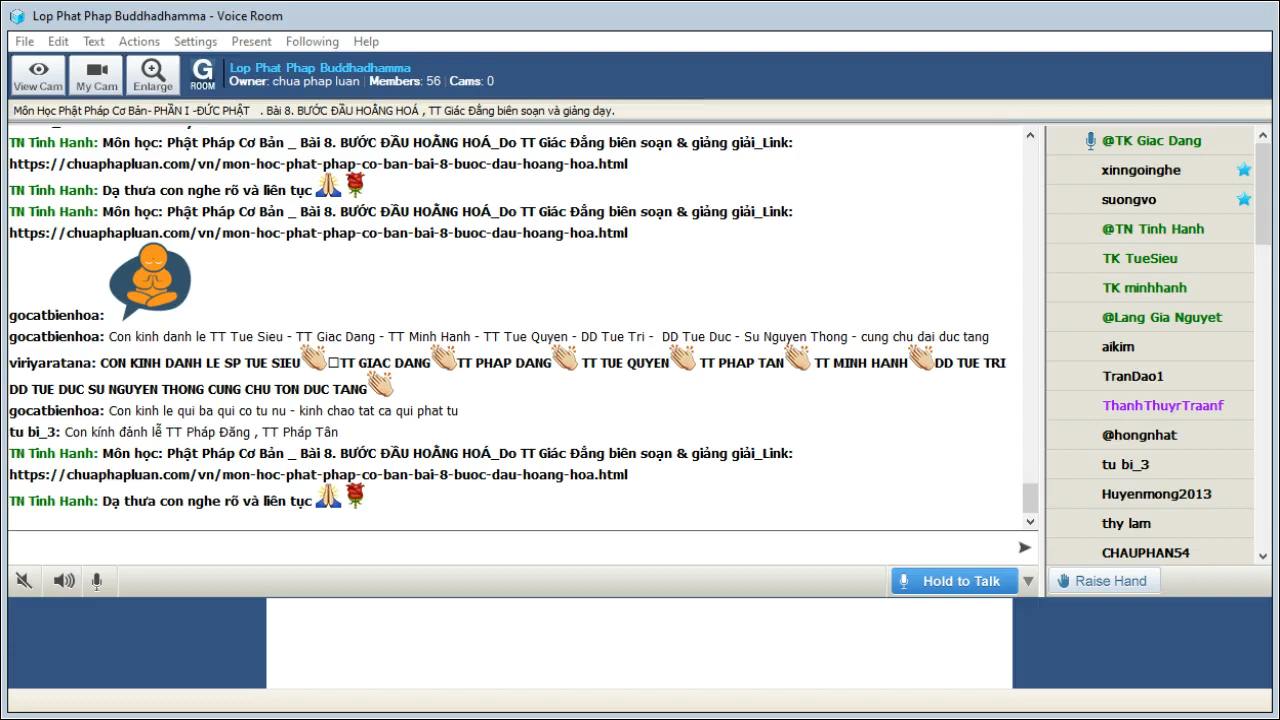 Lop Phat Phap Buddhadhamma - Voice Room
File Edit Text Actions Settings Present Following Help
View Cam My Cam Enlarge G ROOM
Lop Phat Phap Buddhadhamma
Owner: chua phap luan | Members: 56 Cams: 0
Môn Học Phật Pháp Cơ Bản- PHẦN I -ĐỨC PHẬT . Bài 8. BƯỚC ĐẦU HOẰNG HOÁ , TT Giác Đẳng biên soạn và giảng dạy.
TN Tinh Hanh: Môn học: Phật Pháp Cơ Bản _ Bài 8. BƯỚC ĐẦU HOẰNG HOÁ_Do TT Giác Đẳng biên soạn & giảng giải_Link:
https://chuaphapluan.com/vn/mon-hoc-phat-phap-co-ban-bai-8-buoc-dau-hoang-hoa.html
TN Tinh Hanh: Dạ thưa con nghe rõ và liên tục
TN Tinh Hanh: Môn học: Phật Pháp Cơ Bản _ Bài 8. BƯỚC ĐẦU HOẰNG HOÁ_Do TT Giác Đẳng biên soạn & giảng giải_Link:
https://chuaphapluan.com/vn/mon-hoc-phat-phap-co-ban-bai-8-buoc-dau-hoang-hoa.html
gocatbienhoa:
gocatbienhoa: Con kinh danh le TT Tue Sieu - TT Giac Dang - TT Minh Hanh - TT Tue Quyen - DD Tue Tri - DD Tue Duc - Su Nguyen Thong - cung chu dai duc tang
viriyaratana: CON KINH DANH LE SP TUE SIEU TT GIAC DANG TT PHAP DANG TT TUE QUYEN TT PHAP TAN TT MINH HANH DD TUE TRI
DD TUE DUC SU NGUYEN THONG CUNG CHU TON DUC TANG
gocatbienhoa: Con kinh le qui ba qui co tu nu - kinh chao tat ca qui phat tu
tu bi_3: Con kính đảnh lễ TT Pháp Đăng , TT Pháp Tân
TN Tinh Hanh: Môn học: Phật Pháp Cơ Bản _ Bài 8. BƯỚC ĐẦU HOẰNG HOÁ_Do TT Giác Đẳng biên soạn & giảng giải_Link:
https://chuaphapluan.com/vn/mon-hoc-phat-phap-co-ban-bai-8-buoc-dau-hoang-hoa.html
TN Tinh Hanh: Dạ thưa con nghe rõ và liên tục
@TK Giac Dang
xinngoinghe
suongvo
@TN Tinh Hanh
TK TueSieu
TK minhhanh
@Lang Gia Nguyet
aikim
TranDao1
ThanhThuyrTraanf
@hongnhat
tu bi_3
Huyenmong2013
thy lam
CHAUPHAN54
Hold to Talk
Raise Hand